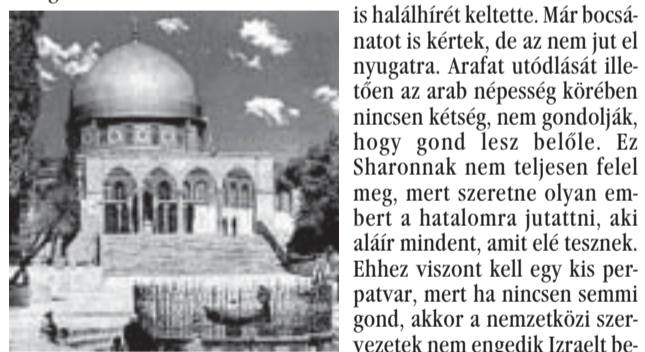 is halálhírét keltette. Már bocsá-
natot is kértek, de az nem jut el
nyugatra. Arafat utódlását ille-
tően az arab népesség körében
nincsen kétség, nem gondolják,
hogy gond lesz belőle. Ez
Sharonnak nem teljesen felel
meg, mert szeretne olyan em-
bert a hatalomra jutattni, aki
aláír mindent, amit elé tesznek.
Ehhez viszont kell egy kis per-
patvar, mert ha nincsen semmi
gond, akkor a nemzetközi szer-
vezetek nem engedik Izraelt be-